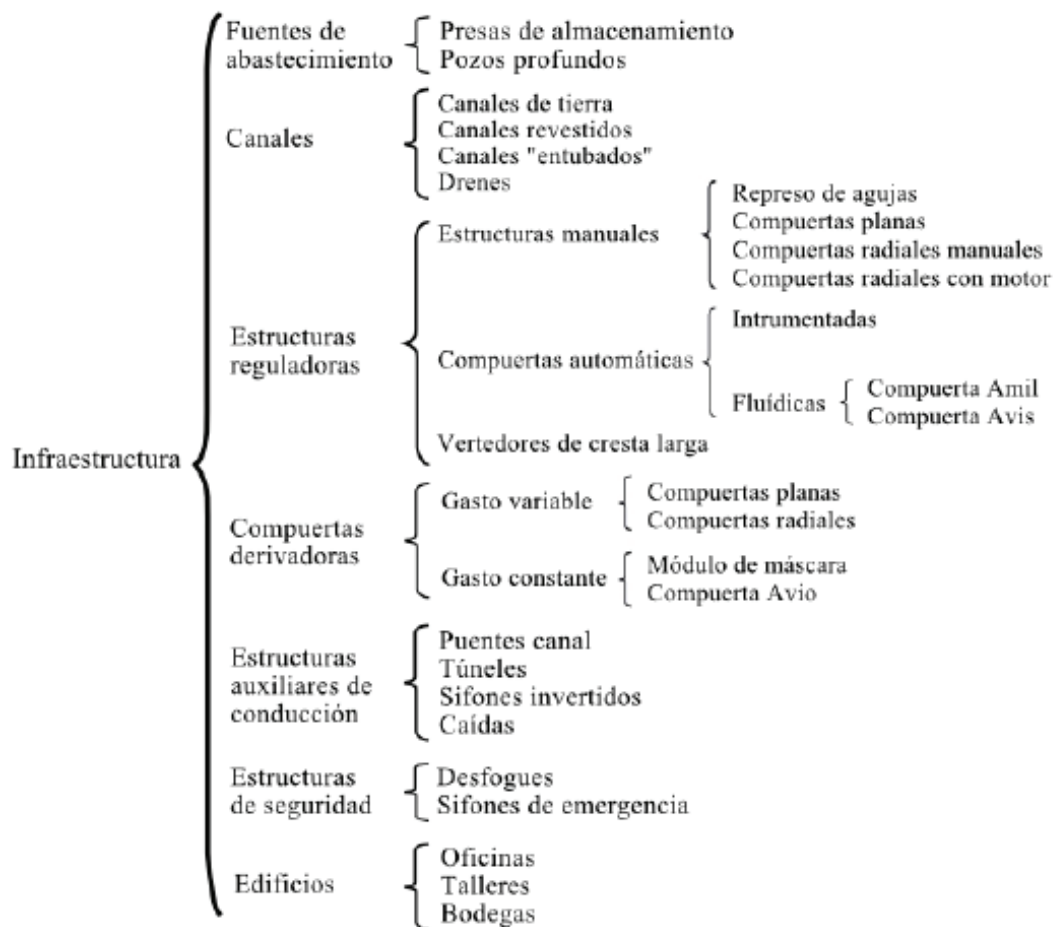 Infraestructura
Fuentes de
abastecimiento
Presas de almacenamiento
Pozos profundos
Canales
Canales de tierra
Canales revestidos
Canales "entubados"
Drenes
Estructuras
reguladoras
Estructuras manuales
Represo de agujas
Compuertas planas
Compuertas radiales manuales
Compuertas radiales con motor
Compuertas automáticas
Intrumentadas
Fluídicas
Compuerta Amil
Compuerta Avis
Vertedores de cresta larga
Compuertas
derivadoras
Gasto variable
Compuertas planas
Compuertas radiales
Gasto constante
Módulo de máscara
Compuerta Avio
Estructuras
auxiliares de
conducción
Puentes canal
Túneles
Sifones invertidos
Caídas
Estructuras
de seguridad
Desfogues
Sifones de emergencia
Edificios
Oficinas
Talleres
Bodegas